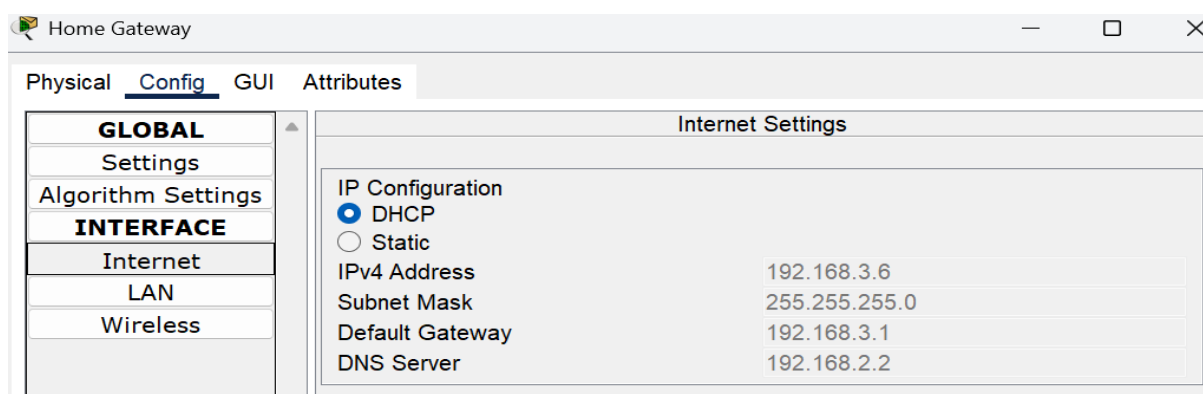 Home Gateway
Physical Config GUI Attributes
GLOBAL
Settings
Algorithm Settings
INTERFACE
Internet
LAN
Wireless
Internet Settings
IP Configuration
DHCP
Static
IPv4 Address 192.168.3.6
Subnet Mask 255.255.255.0
Default Gateway 192.168.3.1
DNS Server 192.168.2.2